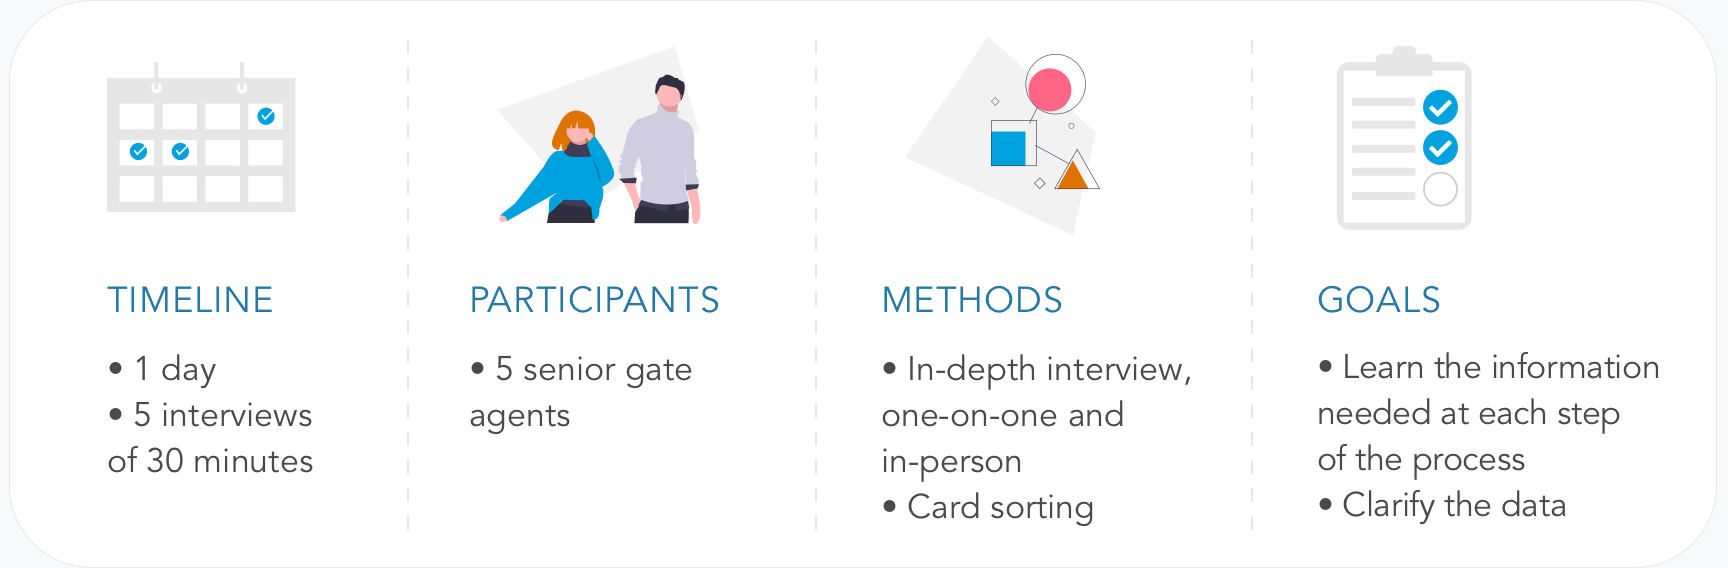 TIMELINE
• 1 day
• 5 interviews
of 30 minutes
PARTICIPANTS
• 5 senior gate
agents
METHODS
• In-depth interview,
one-on-one and
in-person
• Card sorting
GOALS
• Learn the information
needed at each step
of the process
• Clarify the data